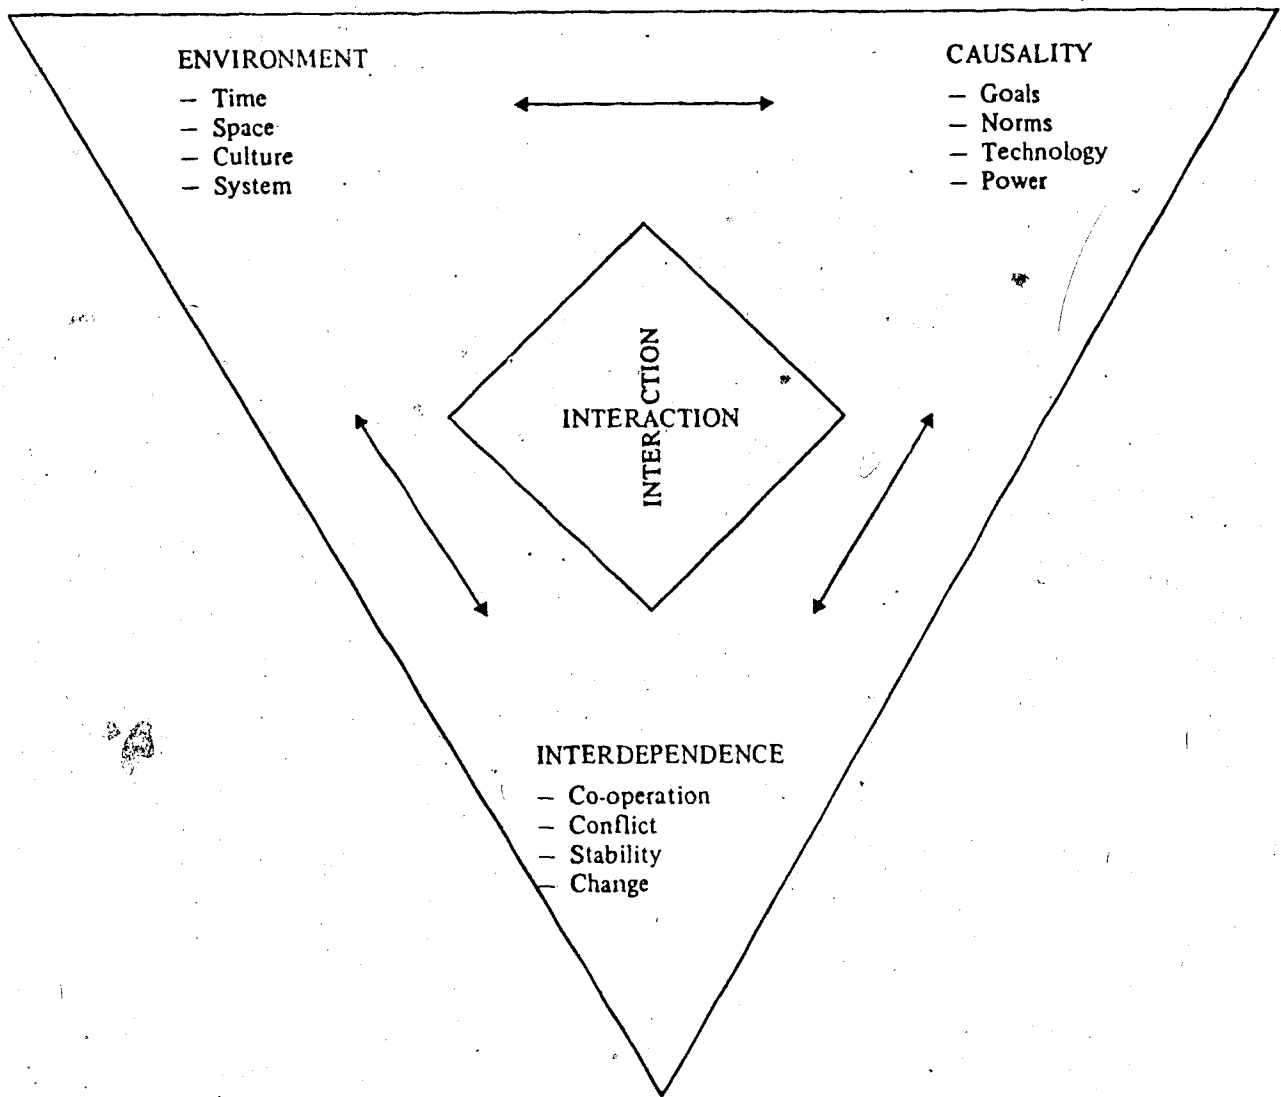 ENVIRONMENT
– Time
– Space
– Culture
– System
CAUSALITY
– Goals
– Norms
– Technology
– Power
INTERACTION
INTERACTION
INTERDEPENDENCE
– Co-operation
– Conflict
– Stability
– Change